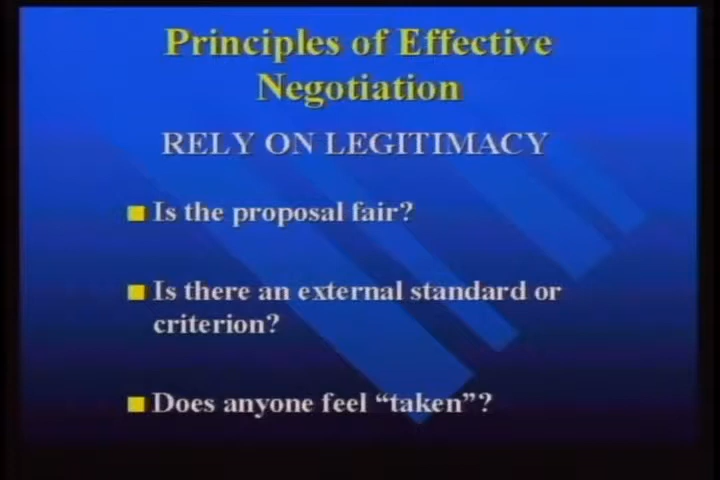 Principles of Effective
Negotiation
RELY ON LEGITIMACY
Is the proposal fair?
Is there an external standard or
criterion?
Does anyone feel “taken”?